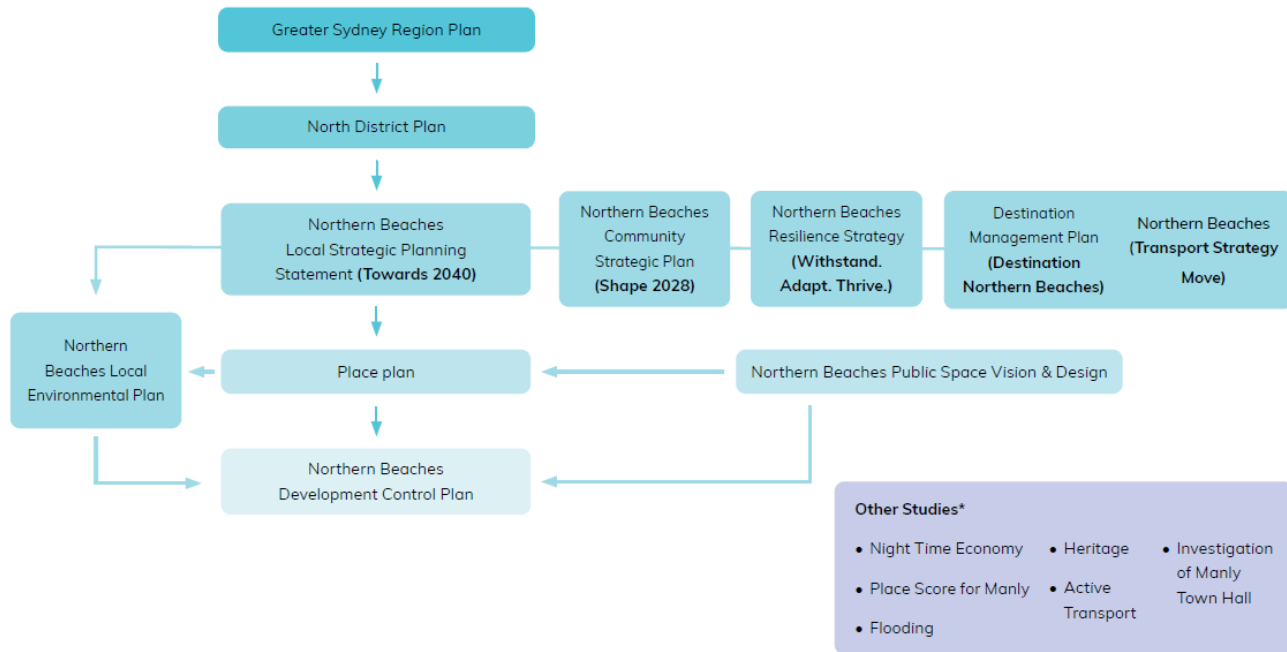 Greater Sydney Region Plan
North District Plan
Northern Beaches
Local Strategic Planning
Statement (Towards 2040)
Northern Beaches
Community
Strategic Plan
(Shape 2028)
Northern Beaches
Resilience Strategy
(Withstand.
Adapt. Thrive.)
Destination
Management Plan
(Destination
Northern Beaches)
Northern Beaches
(Transport Strategy
Move)
Northern
Beaches Local
Environmental Plan
Place plan
Northern Beaches Public Space Vision & Design
Northern Beaches
Development Control Plan
Other Studies*
• Night Time Economy
• Place Score for Manly
• Flooding
• Heritage
• Active
Transport
• Investigation
of Manly
Town Hall